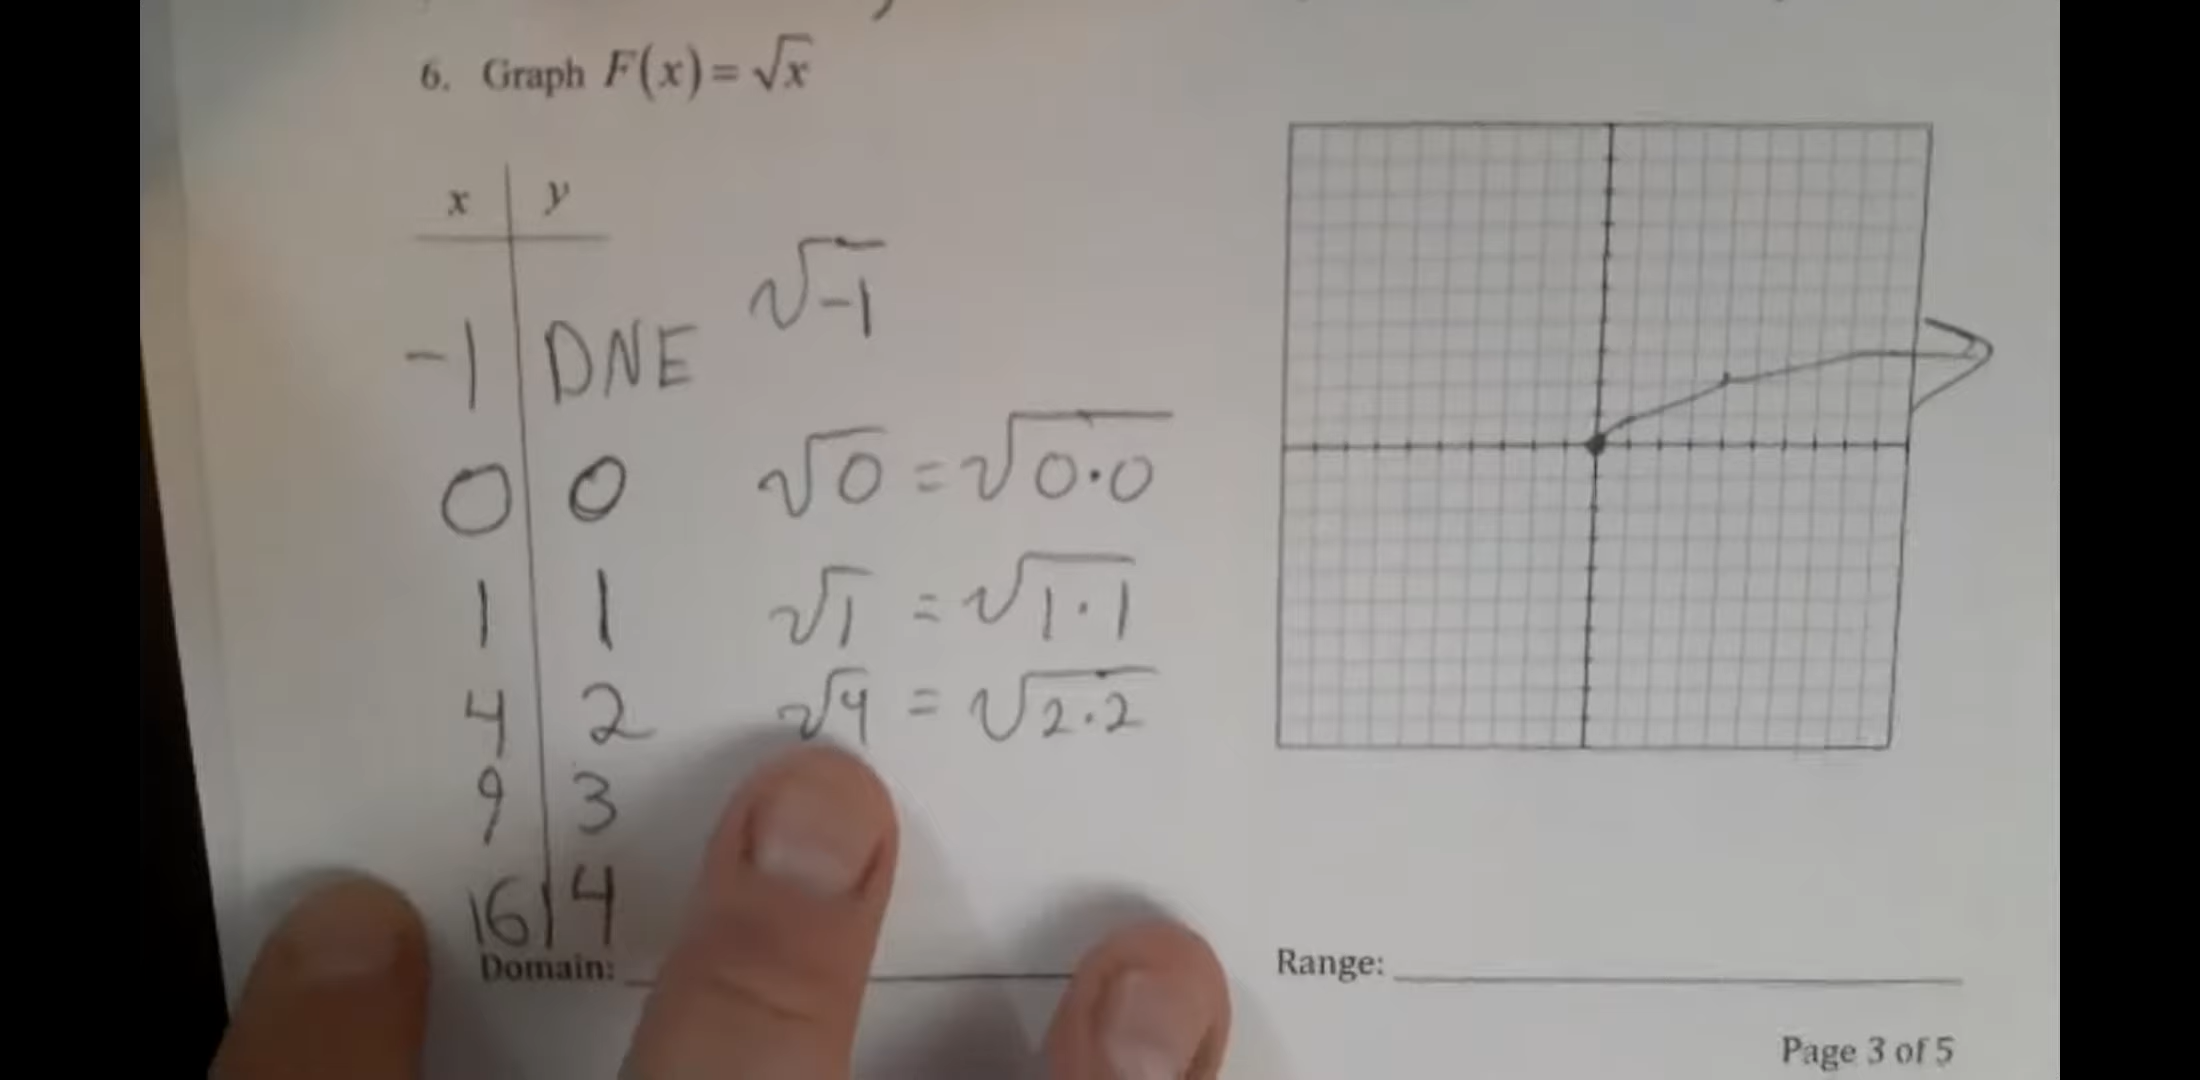 6. Graph F(x) = √x
x y
√-1
-1 DNE
0 0 √0 = √0·0
1 1 √1 = √1·1
4 2 √4 = √2·2
9 3
16 4
Domain: Range:
Page 3 of 5